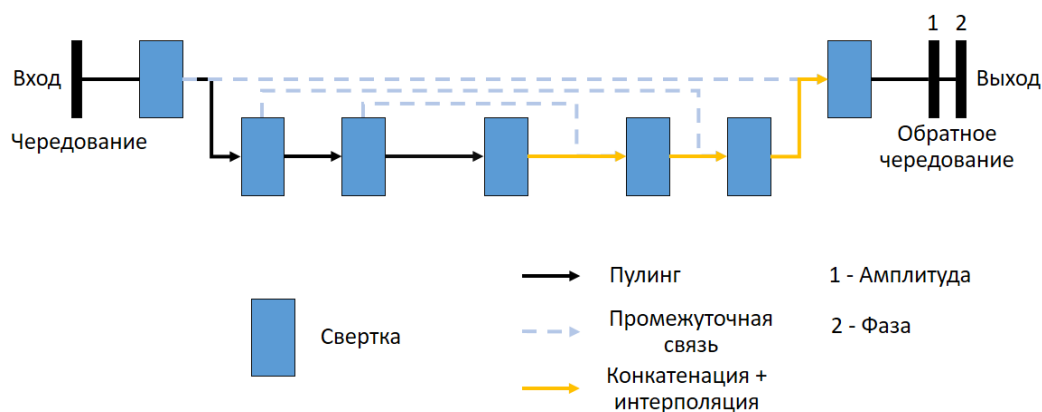 1 2
Вход
Выход
Чередование
Обратное
чередование
Пулинг
1 - Амплитуда
Свертка
Промежуточная
связь
2 - Фаза
Конкатенация +
интерполяция